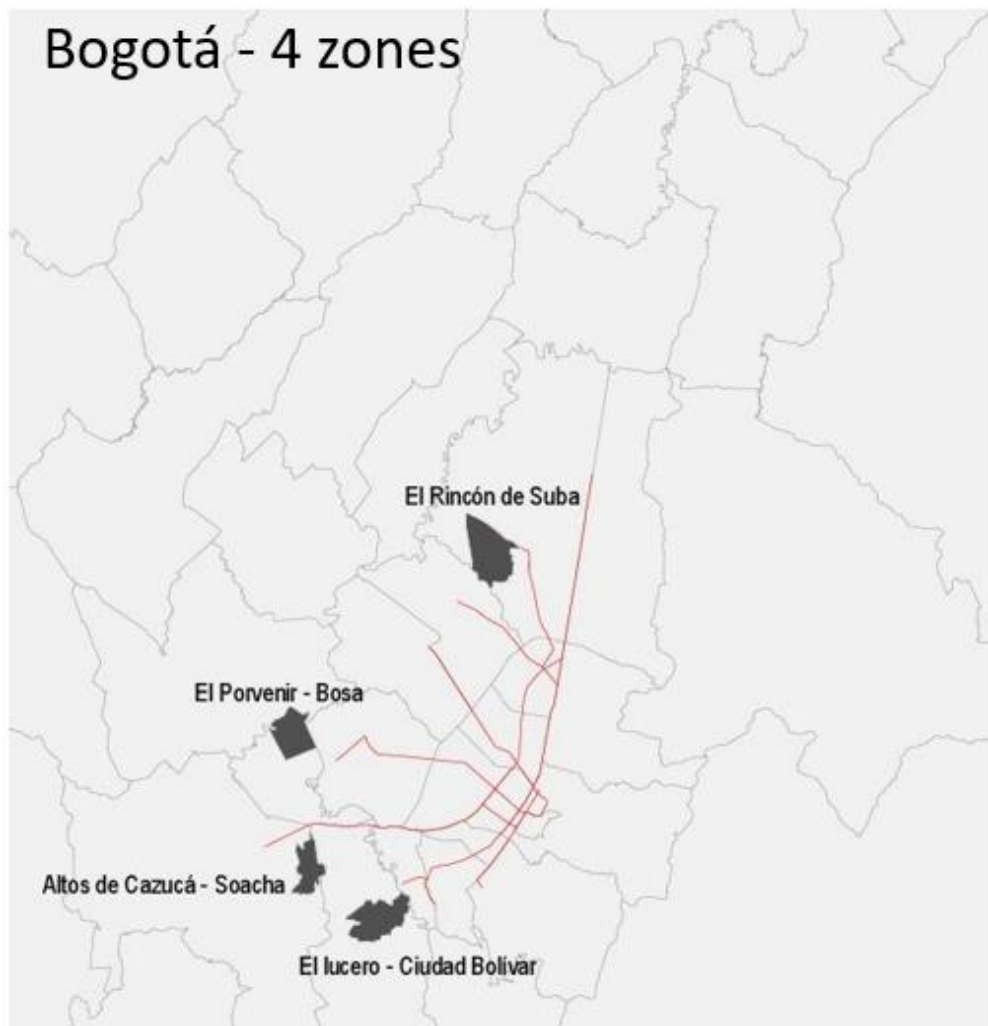 Bogotá - 4 zones
El Rincón de Suba
El Porvenir - Bosa
Altos de Cazucá - Soacha
El lucero - Ciudad Bolívar